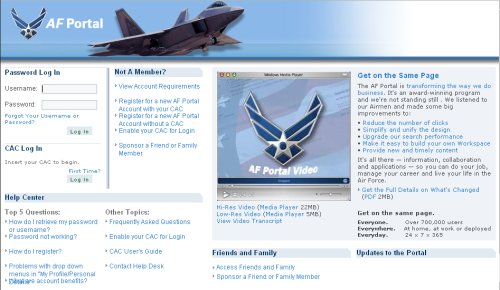 AF Portal
Password Log In
Username:
Password:
Forgot Your Username or
Password?
Log In
CAC Log In
Insert your CAC to begin.
First Time?
Log In
Not A Member?
View Account Requirements
Register for a new AF Portal
Account with your CAC
Register for a new AF Portal
Account without a CAC
Enable your CAC for Login
Sponsor a Friend or Family
Member
Help Center
Top 5 Questions:
How do I retrieve my password
or username?
Password not working?
How do I register?
Problems with drop down
menus in "My Profile/Personal
What are account benefits?
Other Topics:
Frequently Asked Questions
Enable your CAC for Login
CAC User's Guide
Contact Help Desk
Windows Media Player
AF Portal Video
Hi-Res Video (Media Player 22MB)
Low-Res Video (Media Player 5MB)
View Video Transcript
Friends and Family
Access Friends and Family
Sponsor a Friend or Family Member
Get on the Same Page
The AF Portal is transforming the way we do
business. It's an award-winning program
and we're not standing still . We listened to
our Airmen and made some big
improvements to:
Reduce the number of clicks
Simplify and unify the design
Upgrade our search performance
Make it easy to build your own Workspace
Provide new and timely content
It's all there — information, collaboration
and applications — so you can do your job,
manage your career and live your life in the
Air Force.
Get the Full Details on What's Changed
(PDF 2MB)
Get on the same page.
Everyone. Over 700,000 users
Everywhere. At home, at work or deployed
Everyday. 24 x 7 x 365
Updates to the Portal